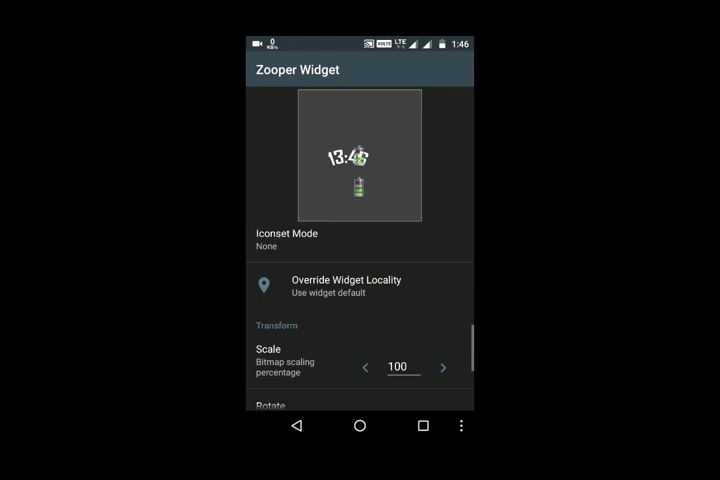 0
KB/s
VOLTE
LTE
1:46
Zooper Widget
13:46
Iconset Mode
None
Override Widget Locality
Use widget default
Transform
Scale
Bitmap scaling
percentage
100
Rotate